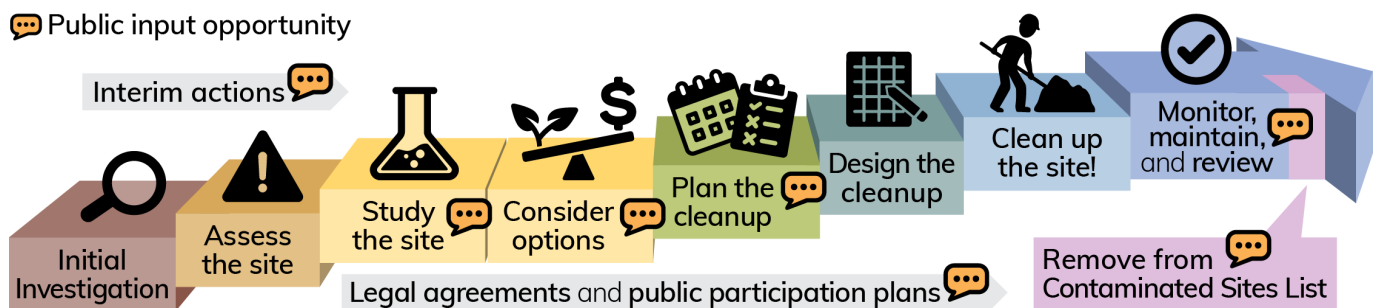 Public input opportunity
Interim actions
Initial
Investigation
Assess
the site
Study
the site
Consider
options
Plan the
cleanup
Design the
cleanup
Clean up
the site!
Monitor,
maintain,
and review
Legal agreements and public participation plans
Remove from
Contaminated Sites List